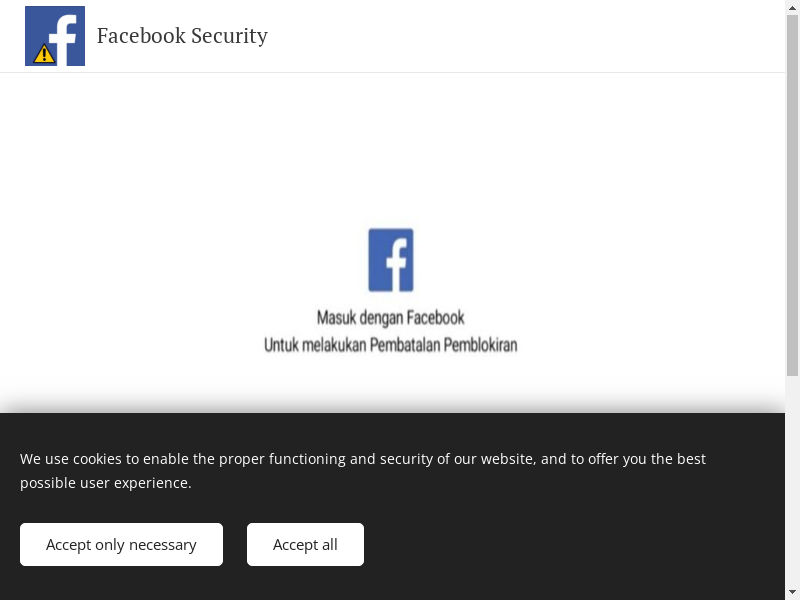 Facebook Security
Masuk dengan Facebook
Untuk melakukan Pembatalan Pemblokiran
We use cookies to enable the proper functioning and security of our website, and to offer you the best
possible user experience.
Accept only necessary
Accept all